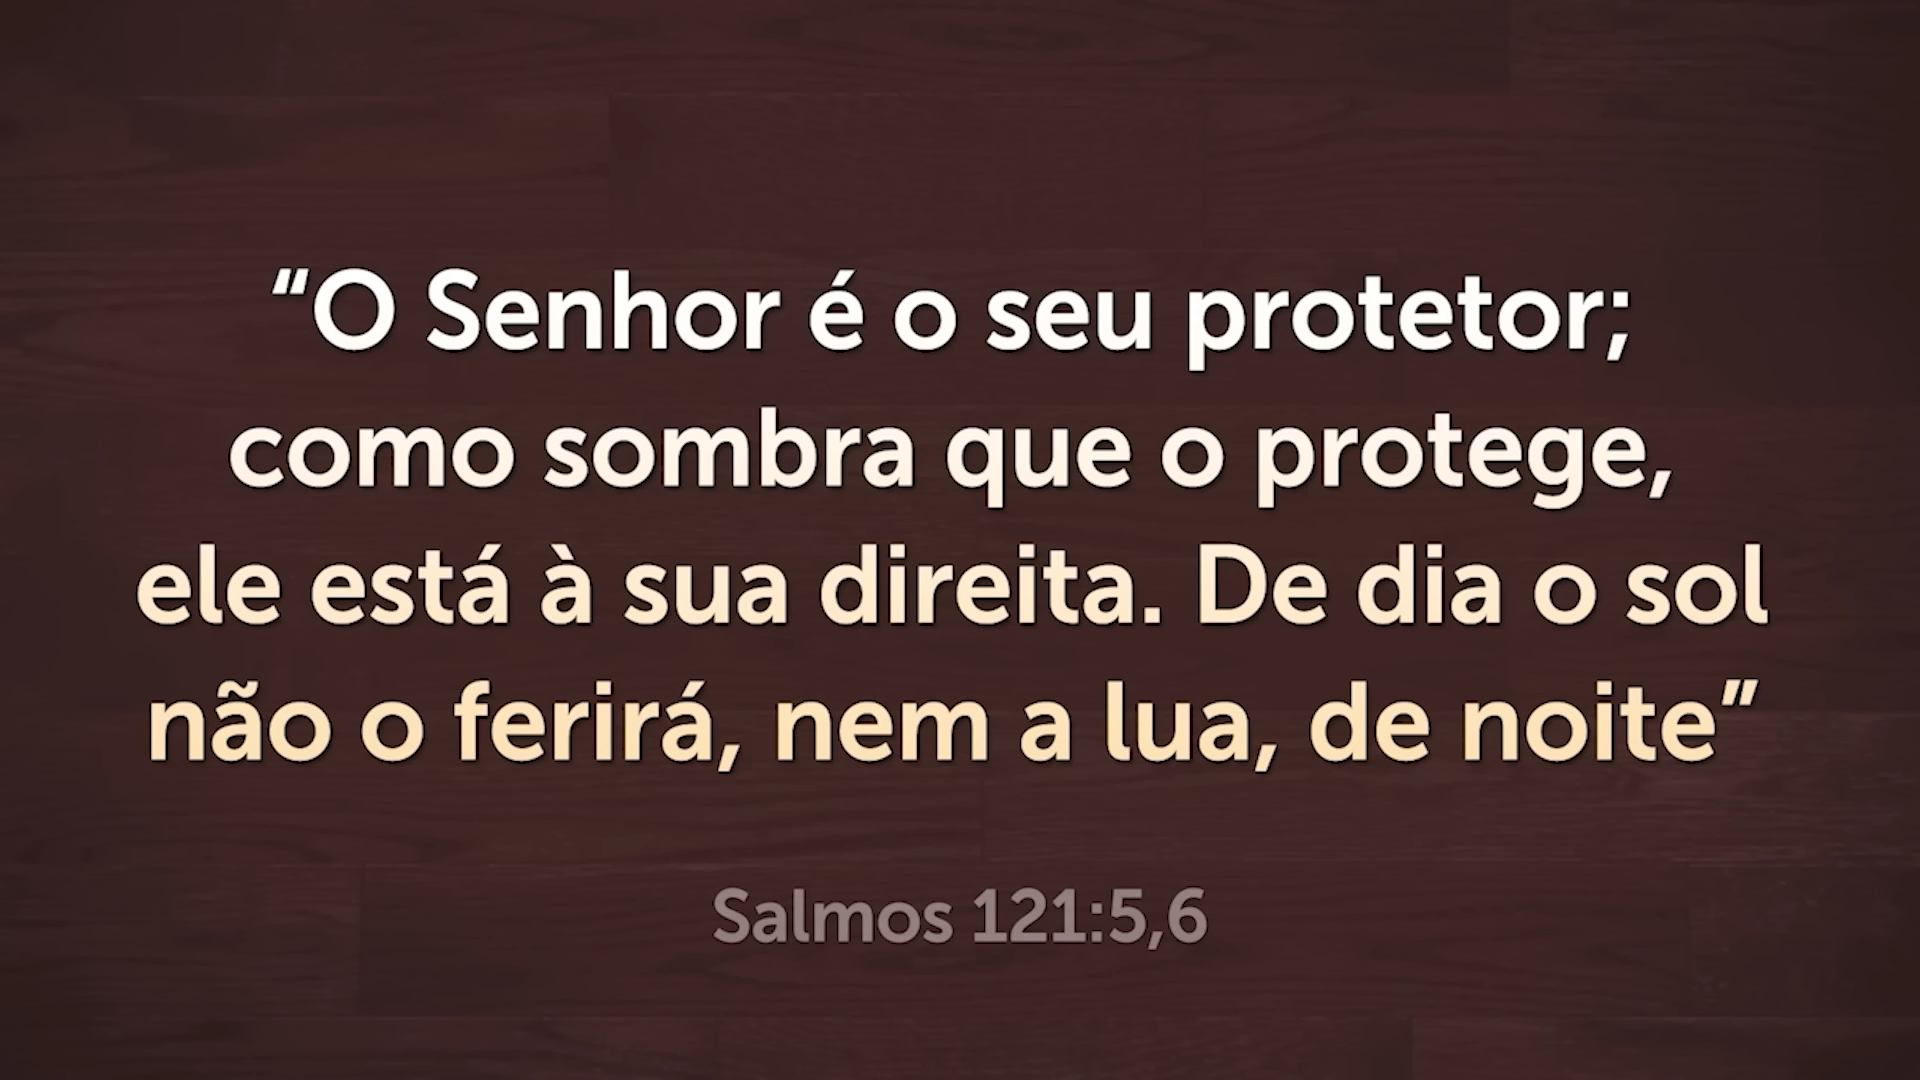 “O Senhor é o seu protetor;
como sombra que o protege,
ele está à sua direita. De dia o sol
não o ferirá, nem a lua, de noite”
Salmos 121:5,6